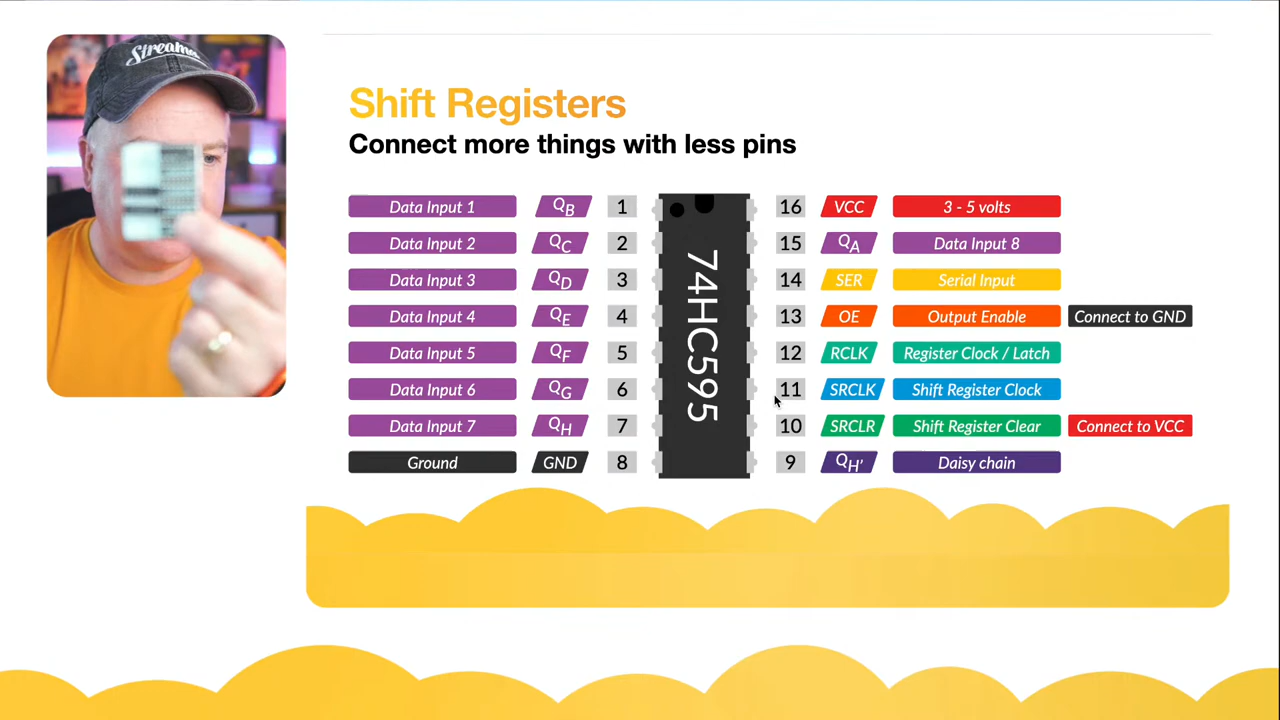 Streame
Shift Registers
Connect more things with less pins
Data Input 1 QB 1 16 VCC 3 - 5 volts
Data Input 2 QC 2 15 QA Data Input 8
Data Input 3 QD 3 14 SER Serial Input
Data Input 4 QE 4 13 OE Output Enable Connect to GND
Data Input 5 QF 5 12 RCLK Register Clock / Latch
Data Input 6 QG 6 11 SRCLK Shift Register Clock
Data Input 7 QH 7 10 SRCLR Shift Register Clear Connect to VCC
Ground GND 8 9 QH' Daisy chain
74HC595